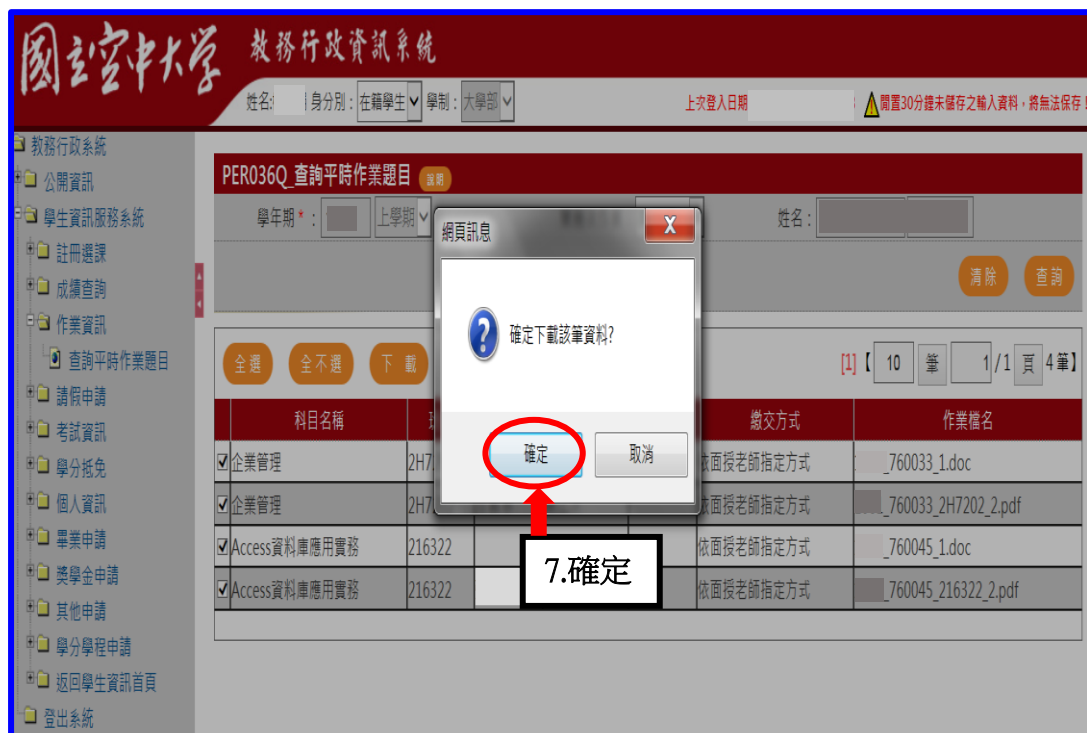 國立空中大學 教務行政資訊系統
姓名: 身分別：在籍學生 學制：大學部 上次登入日期 閒置30分鐘未儲存之輸入資料，將無法保存！
教務行政系統
公開資訊
學生資訊服務系統
註冊選課
成績查詢
作業資訊
查詢平時作業題目
請假申請
考試資訊
學分抵免
個人資訊
畢業申請
獎學金申請
其他申請
學分學程申請
返回學生資訊首頁
登出系統
PER036Q_查詢平時作業題目 說明
學年期*： 上學期 姓名：
清除 查詢
全選 全不選 下載 [1]【 10 筆 1 / 1 頁 4筆】
科目名稱 繳交方式 作業檔名
企業管理 2H7 依面授老師指定方式 _760033_1.doc
企業管理 2H7 依面授老師指定方式 _760033_2H7202_2.pdf
Access資料庫應用實務 216322 依面授老師指定方式 _760045_1.doc
Access資料庫應用實務 216322 依面授老師指定方式 _760045_216322_2.pdf
網頁訊息 X
確定下載該筆資料?
確定 取消
7.確定